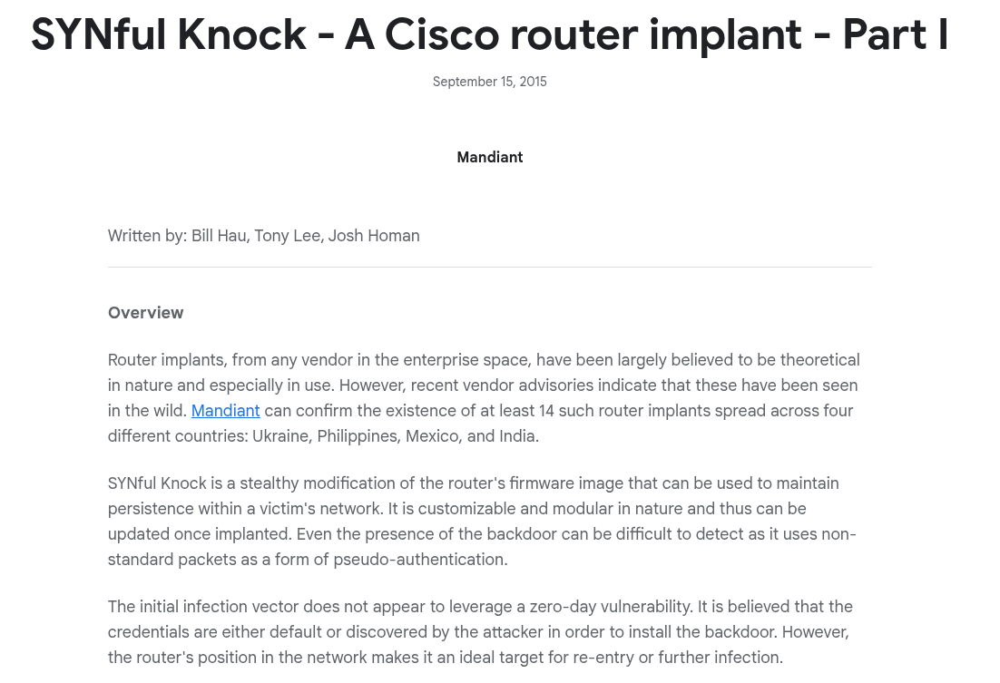 SYNful Knock - A Cisco router implant - Part I
September 15, 2015
Mandiant
Written by: Bill Hau, Tony Lee, Josh Homan
Overview
Router implants, from any vendor in the enterprise space, have been largely believed to be theoretical
in nature and especially in use. However, recent vendor advisories indicate that these have been seen
in the wild. Mandiant can confirm the existence of at least 14 such router implants spread across four
different countries: Ukraine, Philippines, Mexico, and India.
SYNful Knock is a stealthy modification of the router's firmware image that can be used to maintain
persistence within a victim's network. It is customizable and modular in nature and thus can be
updated once implanted. Even the presence of the backdoor can be difficult to detect as it uses non-
standard packets as a form of pseudo-authentication.
The initial infection vector does not appear to leverage a zero-day vulnerability. It is believed that the
credentials are either default or discovered by the attacker in order to install the backdoor. However,
the router's position in the network makes it an ideal target for re-entry or further infection.